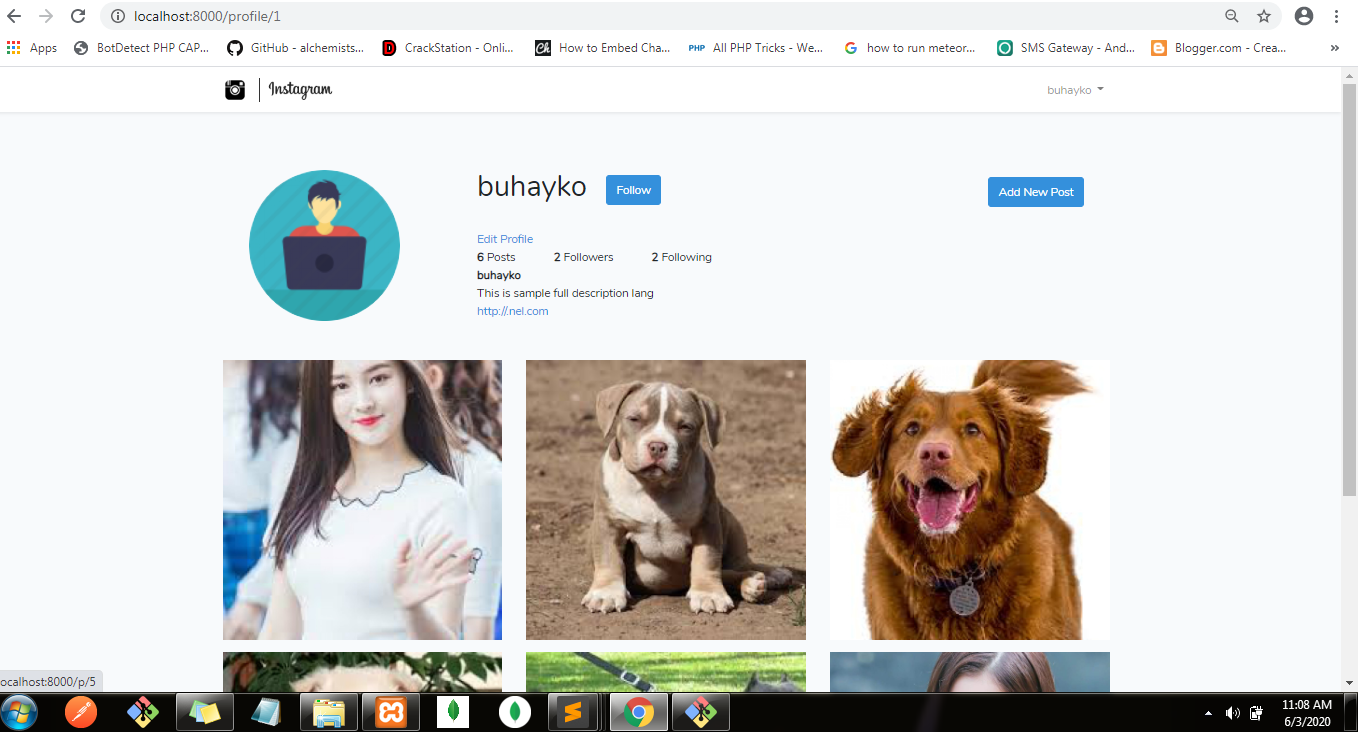 localhost:8000/profile/1
Apps BotDetect PHP CAP... GitHub - alchemists... CrackStation - Onli... Ch How to Embed Cha... PHP All PHP Tricks - We... how to run meteor... SMS Gateway - And... Blogger.com - Crea... »
Instagram
buhayko
buhayko Follow Add New Post
Edit Profile
6 Posts 2 Followers 2 Following
buhayko
This is sample full description lang
http://.nel.com
ocalhost:8000/p/5
11:08 AM
6/3/2020